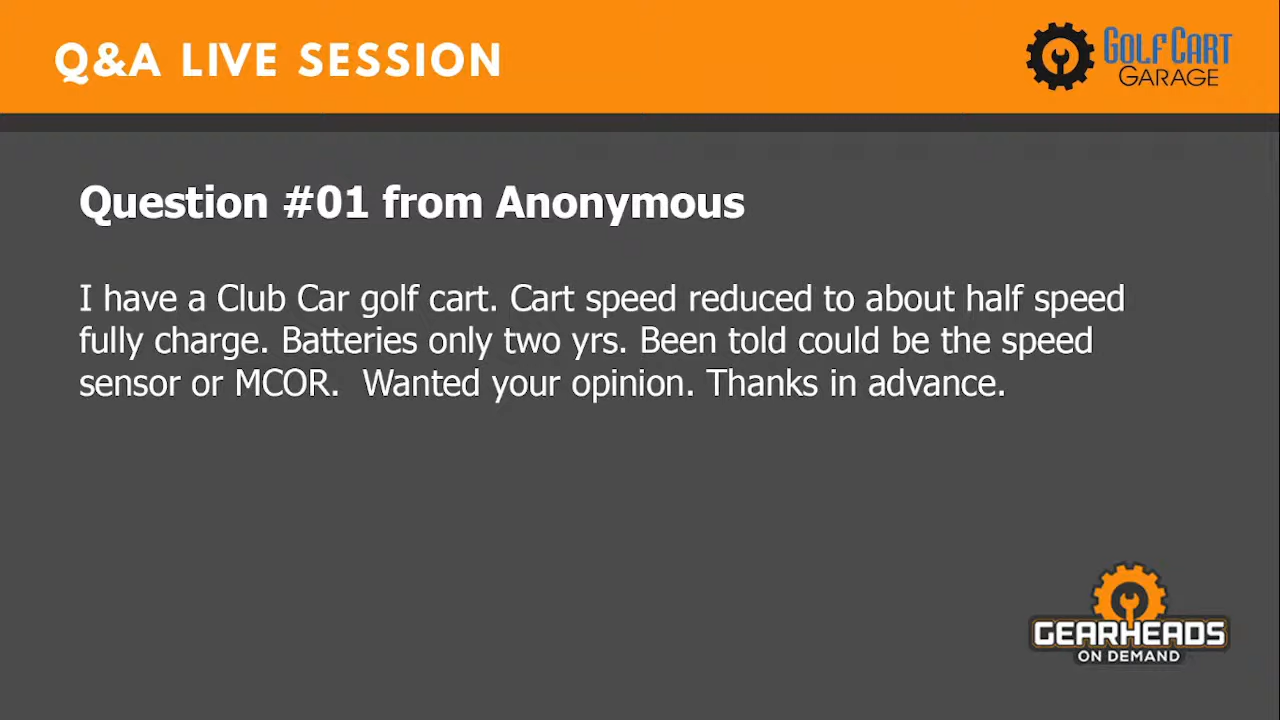 Q&A LIVE SESSION
GOLF CART
GARAGE
Question #01 from Anonymous
I have a Club Car golf cart. Cart speed reduced to about half speed
fully charge. Batteries only two yrs. Been told could be the speed
sensor or MCOR.  Wanted your opinion. Thanks in advance.
GEARHEADS
ON DEMAND